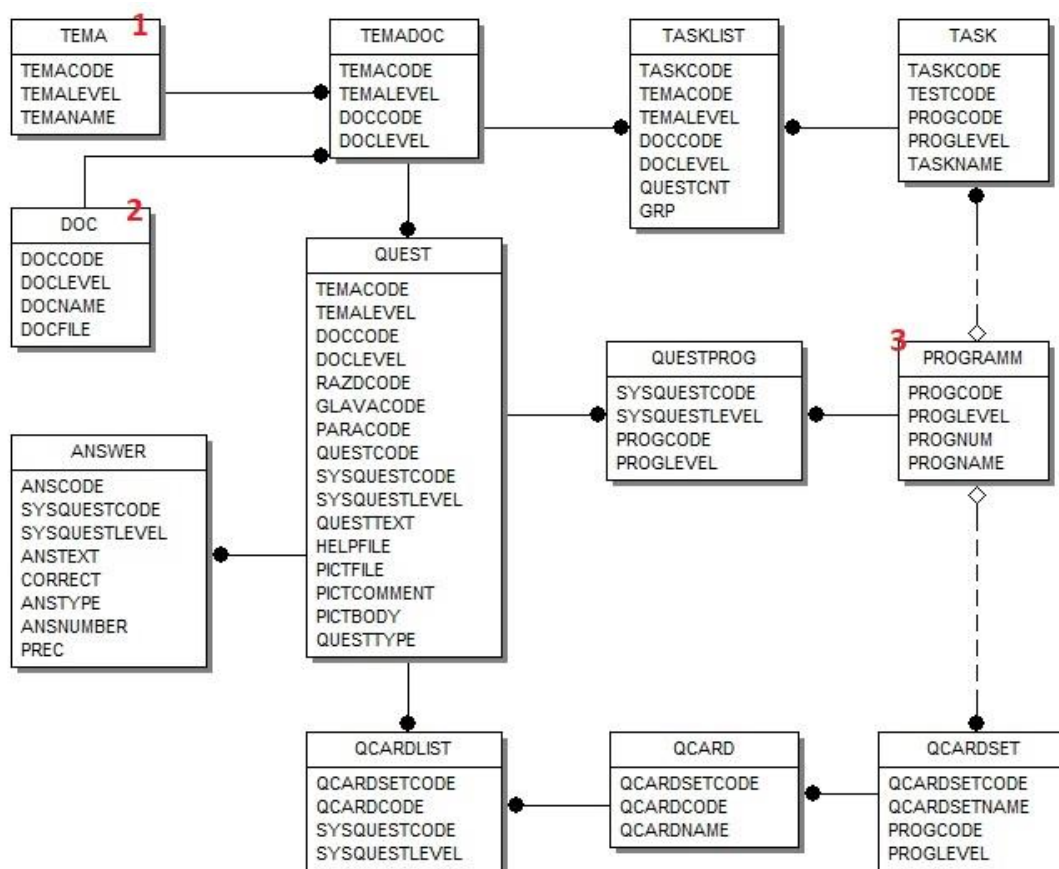 TEMA 1
TEMACODE
TEMALEVEL
TEMANAME
TEMADOC
TEMACODE
TEMALEVEL
DOCCODE
DOCLEVEL
TASKLIST
TASKCODE
TEMACODE
TEMALEVEL
DOCCODE
DOCLEVEL
QUESTCNT
GRP
TASK
TASKCODE
TESTCODE
PROGCODE
PROGLEVEL
TASKNAME
DOC 2
DOCCODE
DOCLEVEL
DOCNAME
DOCFILE
QUEST
TEMACODE
TEMALEVEL
DOCCODE
DOCLEVEL
RAZDCODE
GLAVACODE
PARACODE
QUESTCODE
SYSQUESTCODE
SYSQUESTLEVEL
QUESTTEXT
HELPFILE
PICTFILE
PICTCOMMENT
PICTBODY
QUESTTYPE
QUESTPROG
SYSQUESTCODE
SYSQUESTLEVEL
PROGCODE
PROGLEVEL
3 PROGRAMM
PROGCODE
PROGLEVEL
PROGNUM
PROGNAME
ANSWER
ANSCODE
SYSQUESTCODE
SYSQUESTLEVEL
ANSTEXT
CORRECT
ANSTYPE
ANSNUMBER
PREC
QCARDLIST
QCARDSETCODE
QCARDCODE
SYSQUESTCODE
SYSQUESTLEVEL
QCARD
QCARDSETCODE
QCARDCODE
QCARDNAME
QCARDSET
QCARDSETCODE
QCARDSETNAME
PROGCODE
PROGLEVEL